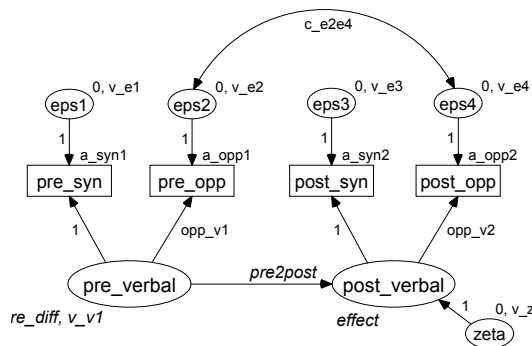 c_e2e4
0, v_e1
0, v_e2
0, v_e3
0, v_e4
eps1
eps2
eps3
eps4
1
1
1
1
a_syn1
a_opp1
a_syn2
a_opp2
pre_syn
pre_opp
post_syn
post_opp
1
opp_v1
1
opp_v2
pre_verbal
pre2post
post_verbal
re_diff, v_v1
effect
1
0, v_z
zeta